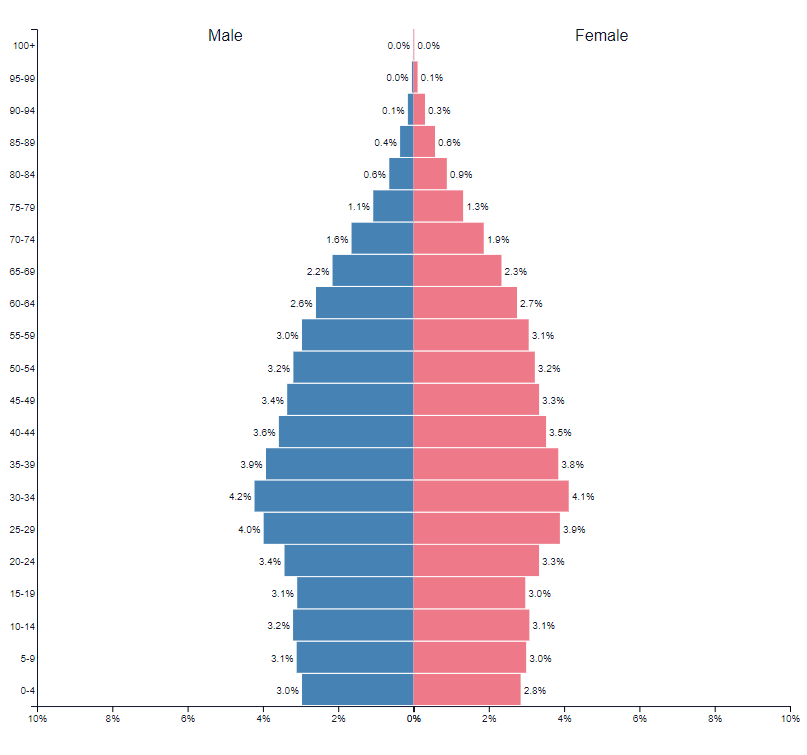 Male Female
100+ 0.0% 0.0%
95-99 0.0% 0.1%
90-94 0.1% 0.3%
85-89 0.4% 0.6%
80-84 0.6% 0.9%
75-79 1.1% 1.3%
70-74 1.6% 1.9%
65-69 2.2% 2.3%
60-64 2.6% 2.7%
55-59 3.0% 3.1%
50-54 3.2% 3.2%
45-49 3.4% 3.3%
40-44 3.6% 3.5%
35-39 3.9% 3.8%
30-34 4.2% 4.1%
25-29 4.0% 3.9%
20-24 3.4% 3.3%
15-19 3.1% 3.0%
10-14 3.2% 3.1%
5-9 3.1% 3.0%
0-4 3.0% 2.8%
10% 8% 6% 4% 2% 0% 2% 4% 6% 8% 10%